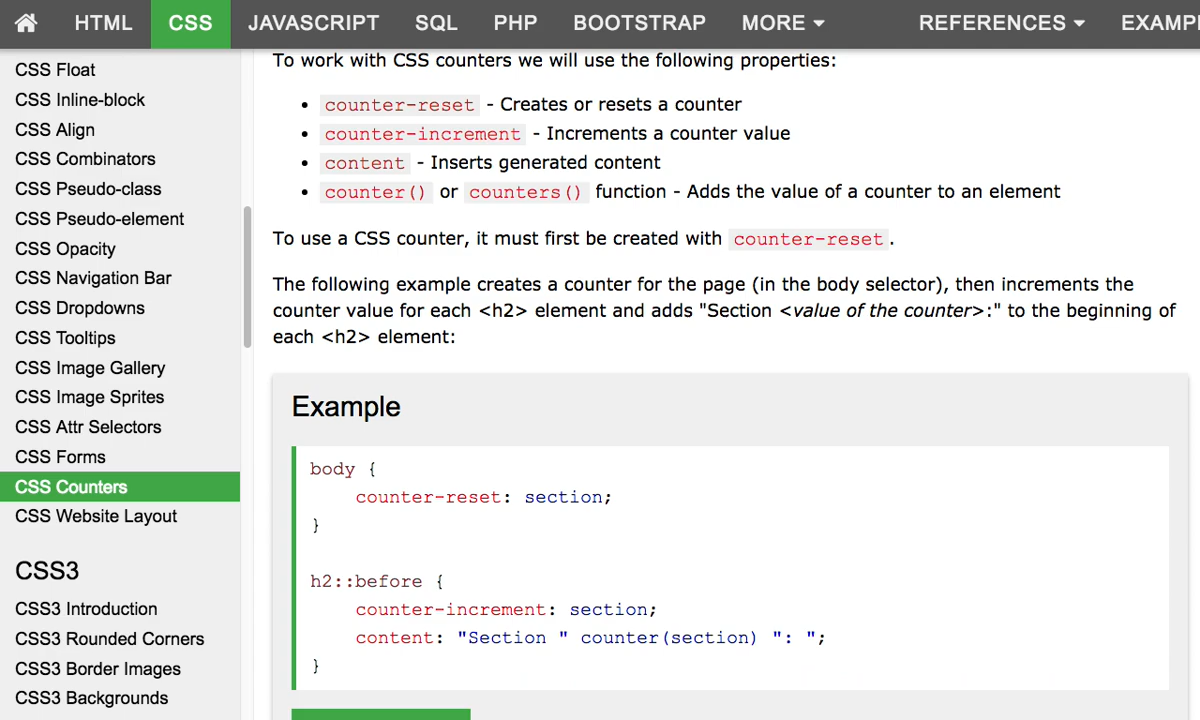 HTML CSS JAVASCRIPT SQL PHP BOOTSTRAP MORE REFERENCES EXAMP
CSS Float
CSS Inline-block
CSS Align
CSS Combinators
CSS Pseudo-class
CSS Pseudo-element
CSS Opacity
CSS Navigation Bar
CSS Dropdowns
CSS Tooltips
CSS Image Gallery
CSS Image Sprites
CSS Attr Selectors
CSS Forms
CSS Counters
CSS Website Layout
CSS3
CSS3 Introduction
CSS3 Rounded Corners
CSS3 Border Images
CSS3 Backgrounds
To work with CSS counters we will use the following properties:
• counter-reset - Creates or resets a counter
• counter-increment - Increments a counter value
• content - Inserts generated content
• counter() or counters() function - Adds the value of a counter to an element
To use a CSS counter, it must first be created with counter-reset.
The following example creates a counter for the page (in the body selector), then increments the
counter value for each <h2> element and adds "Section <value of the counter>:" to the beginning of
each <h2> element:
Example
body {
    counter-reset: section;
}
h2::before {
    counter-increment: section;
    content: "Section " counter(section) ": ";
}